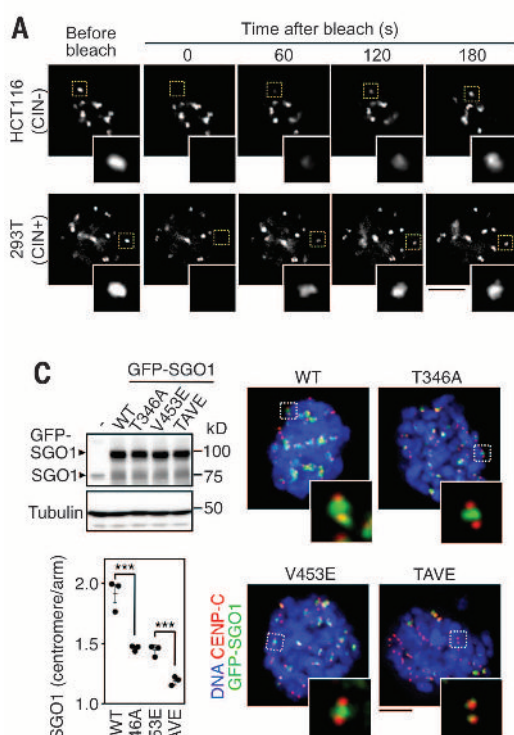 A
Before bleach
Time after bleach (s)
0 60 120 180
HCT116 (CIN-)
293T (CIN+)
C
GFP-SGO1
- WT T346A V453E TAVE
kD
GFP-SGO1 100
SGO1 75
Tubulin 50
WT T346A
V453E TAVE
DNA CENP-C
GFP-SGO1
SGO1 (centromere/arm)
2.0
1.5
1.0
*** ***
WT 46A 53E AVE